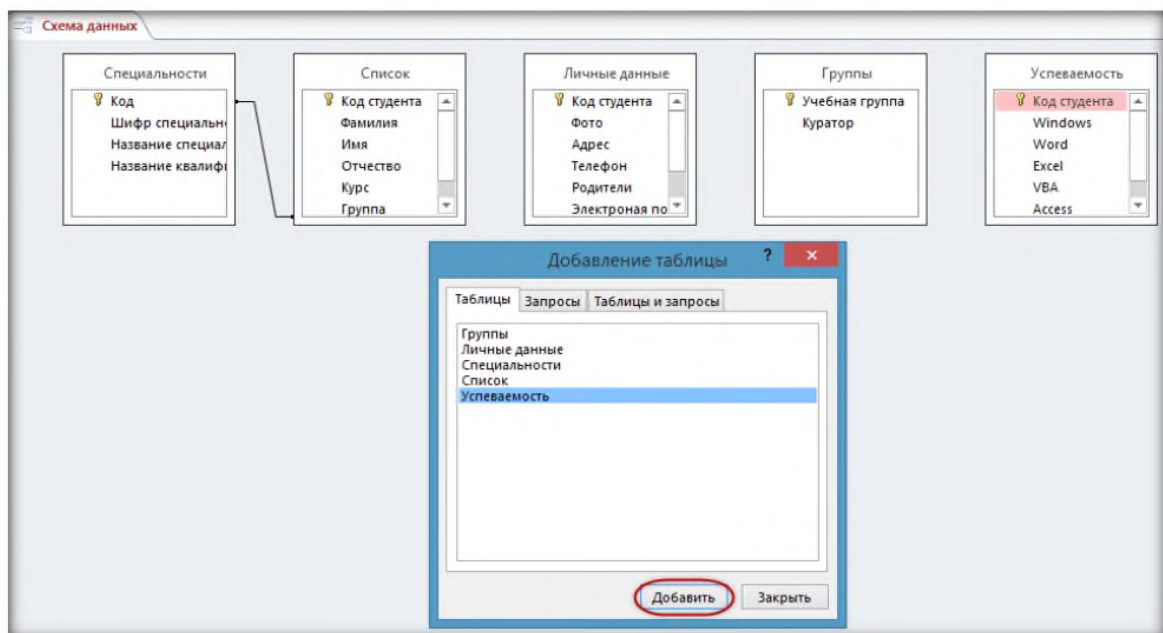 Схема данных
Специальности
Код
Шифр специальн
Название специал
Название квалифи
Список
Код студента
Фамилия
Имя
Отчество
Курс
Группа
Личные данные
Код студента
Фото
Адрес
Телефон
Родители
Электроная по
Группы
Учебная группа
Куратор
Успеваемость
Код студента
Windows
Word
Excel
VBA
Access
Добавление таблицы ? ×
Таблицы Запросы Таблицы и запросы
Группы
Личные данные
Специальности
Список
Успеваемость
Добавить Закрыть